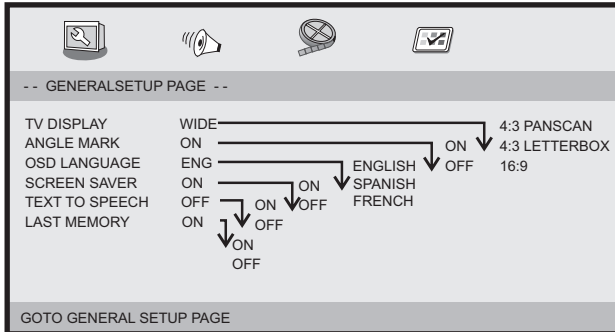 - - GENERALSETUP PAGE - -
TV DISPLAY WIDE 4:3 PANSCAN
ANGLE MARK ON ON 4:3 LETTERBOX
OSD LANGUAGE ENG ENGLISH OFF 16:9
SCREEN SAVER ON ON SPANISH
TEXT TO SPEECH OFF ON OFF FRENCH
LAST MEMORY ON OFF
ON
OFF
GOTO GENERAL SETUP PAGE